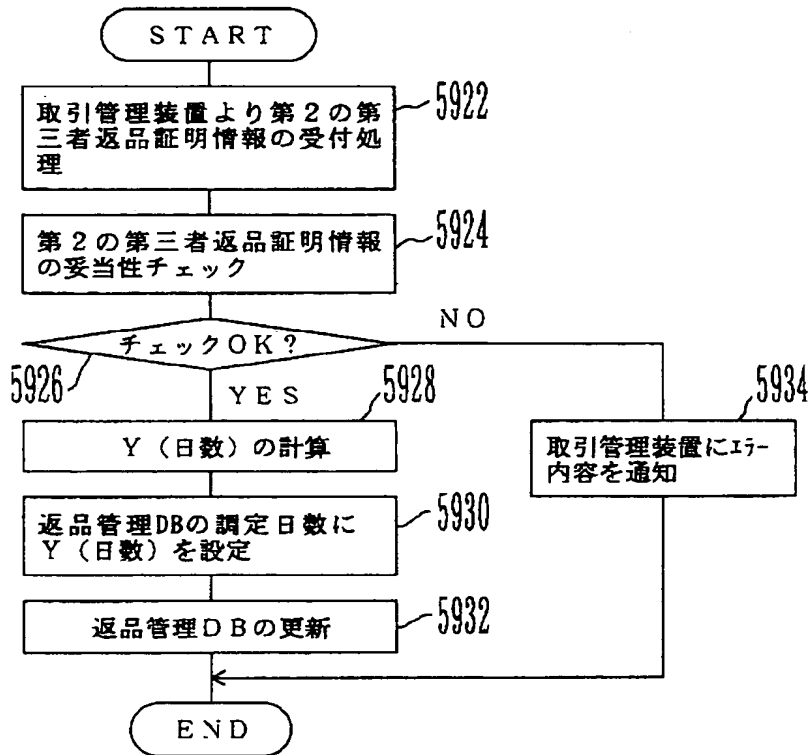 START
取引管理装置より第2の第
三者返品証明情報の受付処
理
5922
第2の第三者返品証明情報
の妥当性チェック
5924
チェックOK?
5926
NO
YES
5928
Y(日数)の計算
5934
取引管理装置にｴﾗｰ
内容を通知
返品管理DBの調定日数に
Y(日数)を設定
5930
返品管理DBの更新
5932
END